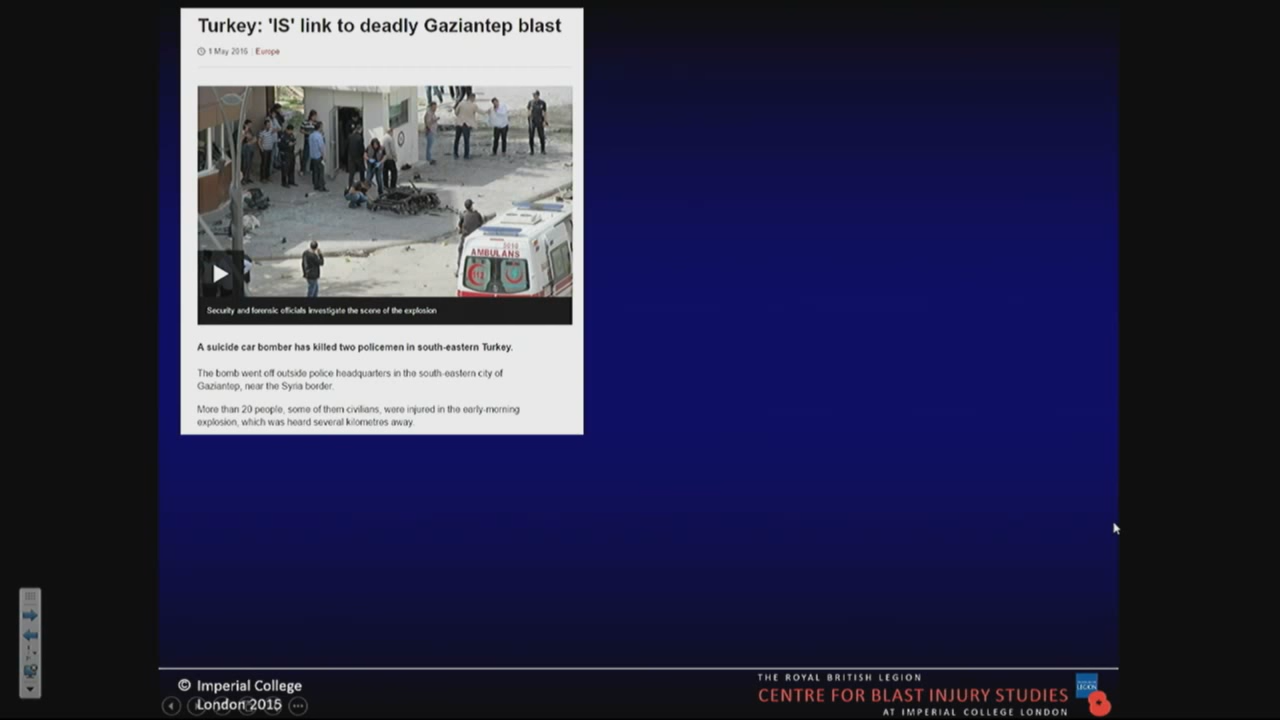 Turkey: 'IS' link to deadly Gaziantep blast
1 May 2016 Europe
AMBULANS
112
Security and forensic officials investigate the scene of the explosion
A suicide car bomber has killed two policemen in south-eastern Turkey.
The bomb went off outside police headquarters in the south-eastern city of
Gaziantep, near the Syria border.
More than 20 people, some of them civilians, were injured in the early-morning
explosion, which was heard several kilometres away.
© Imperial College
London 2015
THE ROYAL BRITISH LEGION
CENTRE FOR BLAST INJURY STUDIES
AT IMPERIAL COLLEGE LONDON
LEGION